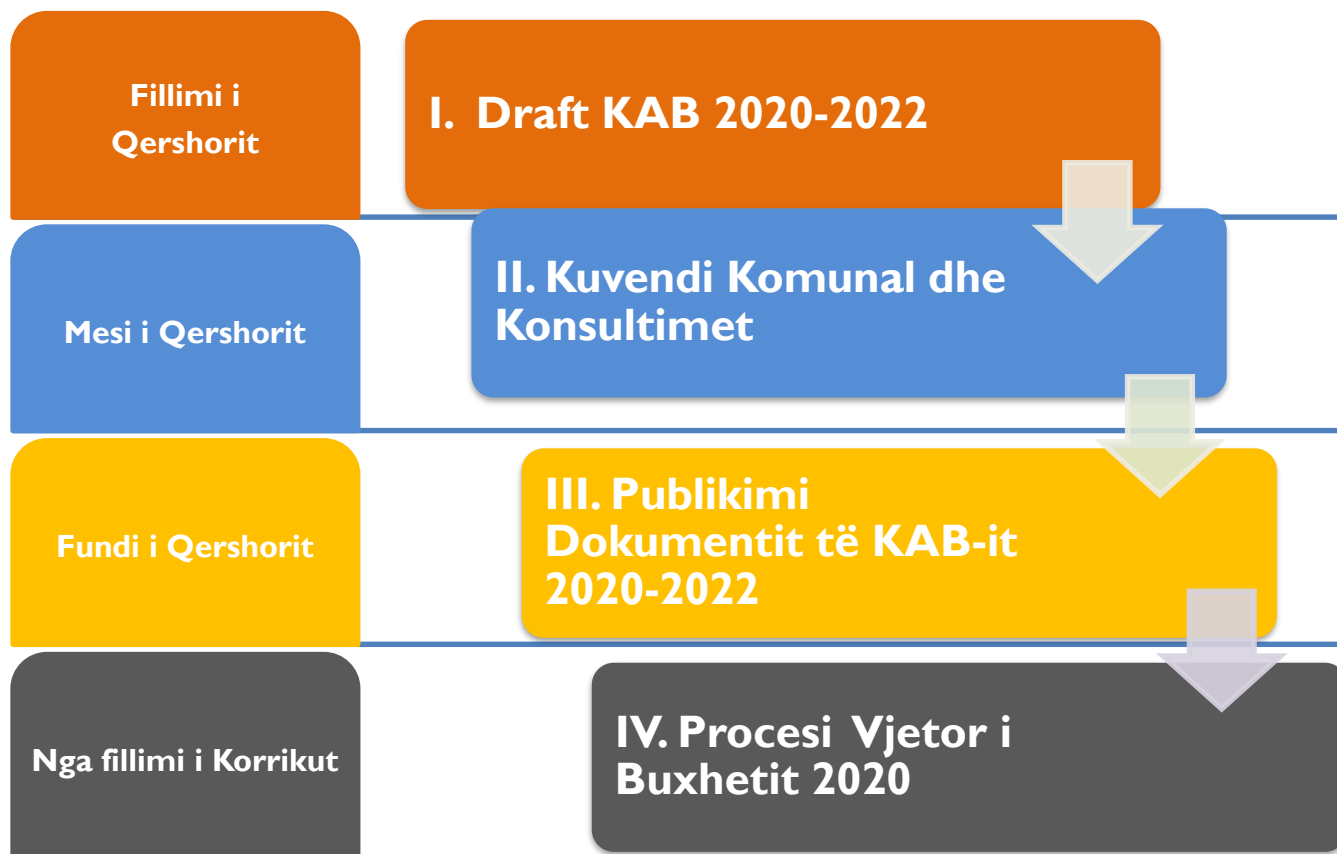 Fillimi i
Qershorit
I. Draft KAB 2020-2022
Mesi i Qershorit
II. Kuvendi Komunal dhe
Konsultimet
Fundi i Qershorit
III. Publikimi
Dokumentit të KAB-it
2020-2022
Nga fillimi i Korrikut
IV. Procesi Vjetor i
Buxhetit 2020